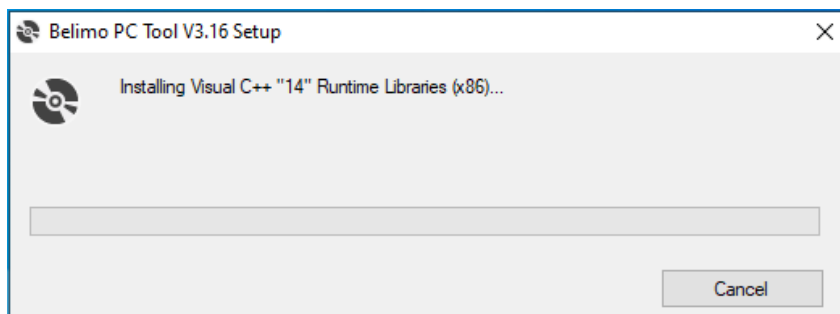 Belimo PC Tool V3.16 Setup
Installing Visual C++ "14" Runtime Libraries (x86)...
Cancel